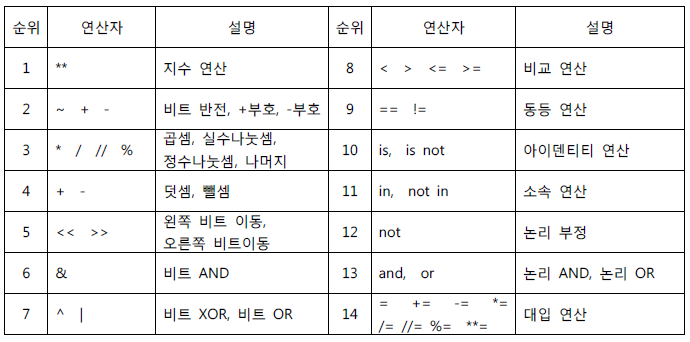 순위 연산자 설명 순위 연산자 설명
1 ** 지수 연산 8 < > <= >= 비교 연산
2 ~ + - 비트 반전, +부호, -부호 9 == != 동등 연산
3 * / // % 곱셈, 실수나눗셈,
정수나눗셈, 나머지 10 is, is not 아이덴티티 연산
4 + - 덧셈, 뺄셈 11 in, not in 소속 연산
5 << >> 왼쪽 비트 이동,
오른쪽 비트이동 12 not 논리 부정
6 & 비트 AND 13 and, or 논리 AND, 논리 OR
7 ^ | 비트 XOR, 비트 OR 14 = += -= *=
/= //= %= **= 대입 연산